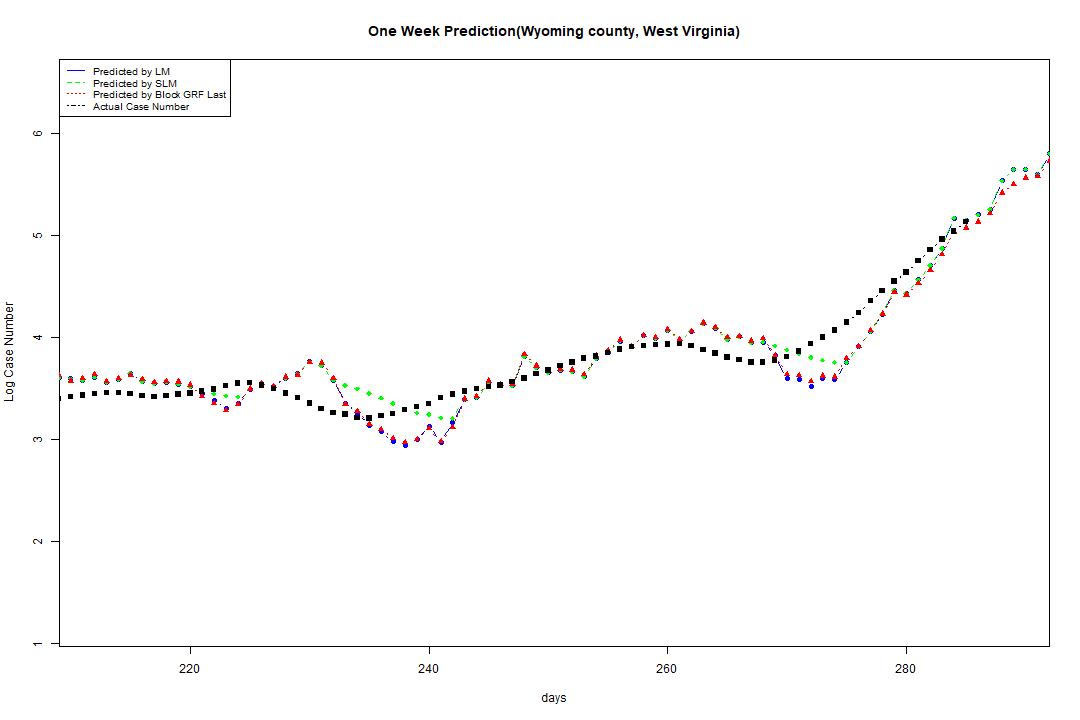 One Week Prediction(Wyoming county, West Virginia)
Predicted by LM
Predicted by SLM
Predicted by Block GRF Last
Actual Case Number
Log Case Number
6
5
4
3
2
1
220
240
260
280
days